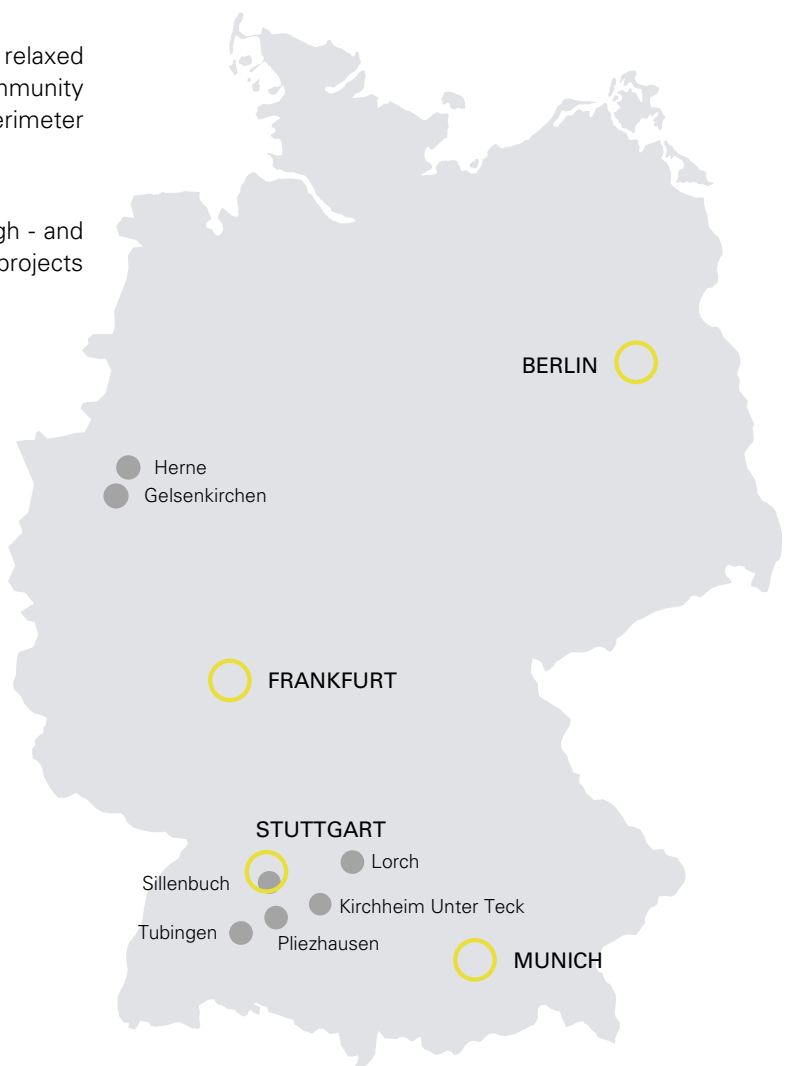 relaxed
mmunity
erimeter
gh - and
projects
BERLIN
Herne
Gelsenkirchen
FRANKFURT
STUTTGART
Lorch
Sillenbuch
Kirchheim Unter Teck
Tubingen
Pliezhausen
MUNICH